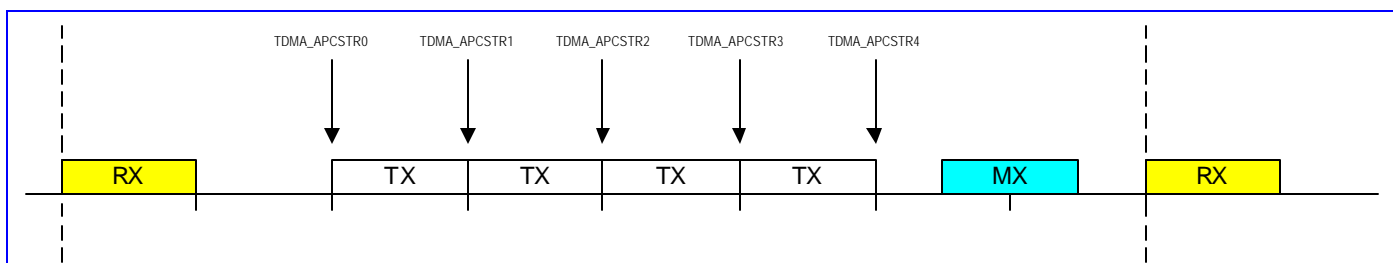 TDMA_APCSTR0 TDMA_APCSTR1 TDMA_APCSTR2 TDMA_APCSTR3 TDMA_APCSTR4
RX TX TX TX TX MX RX